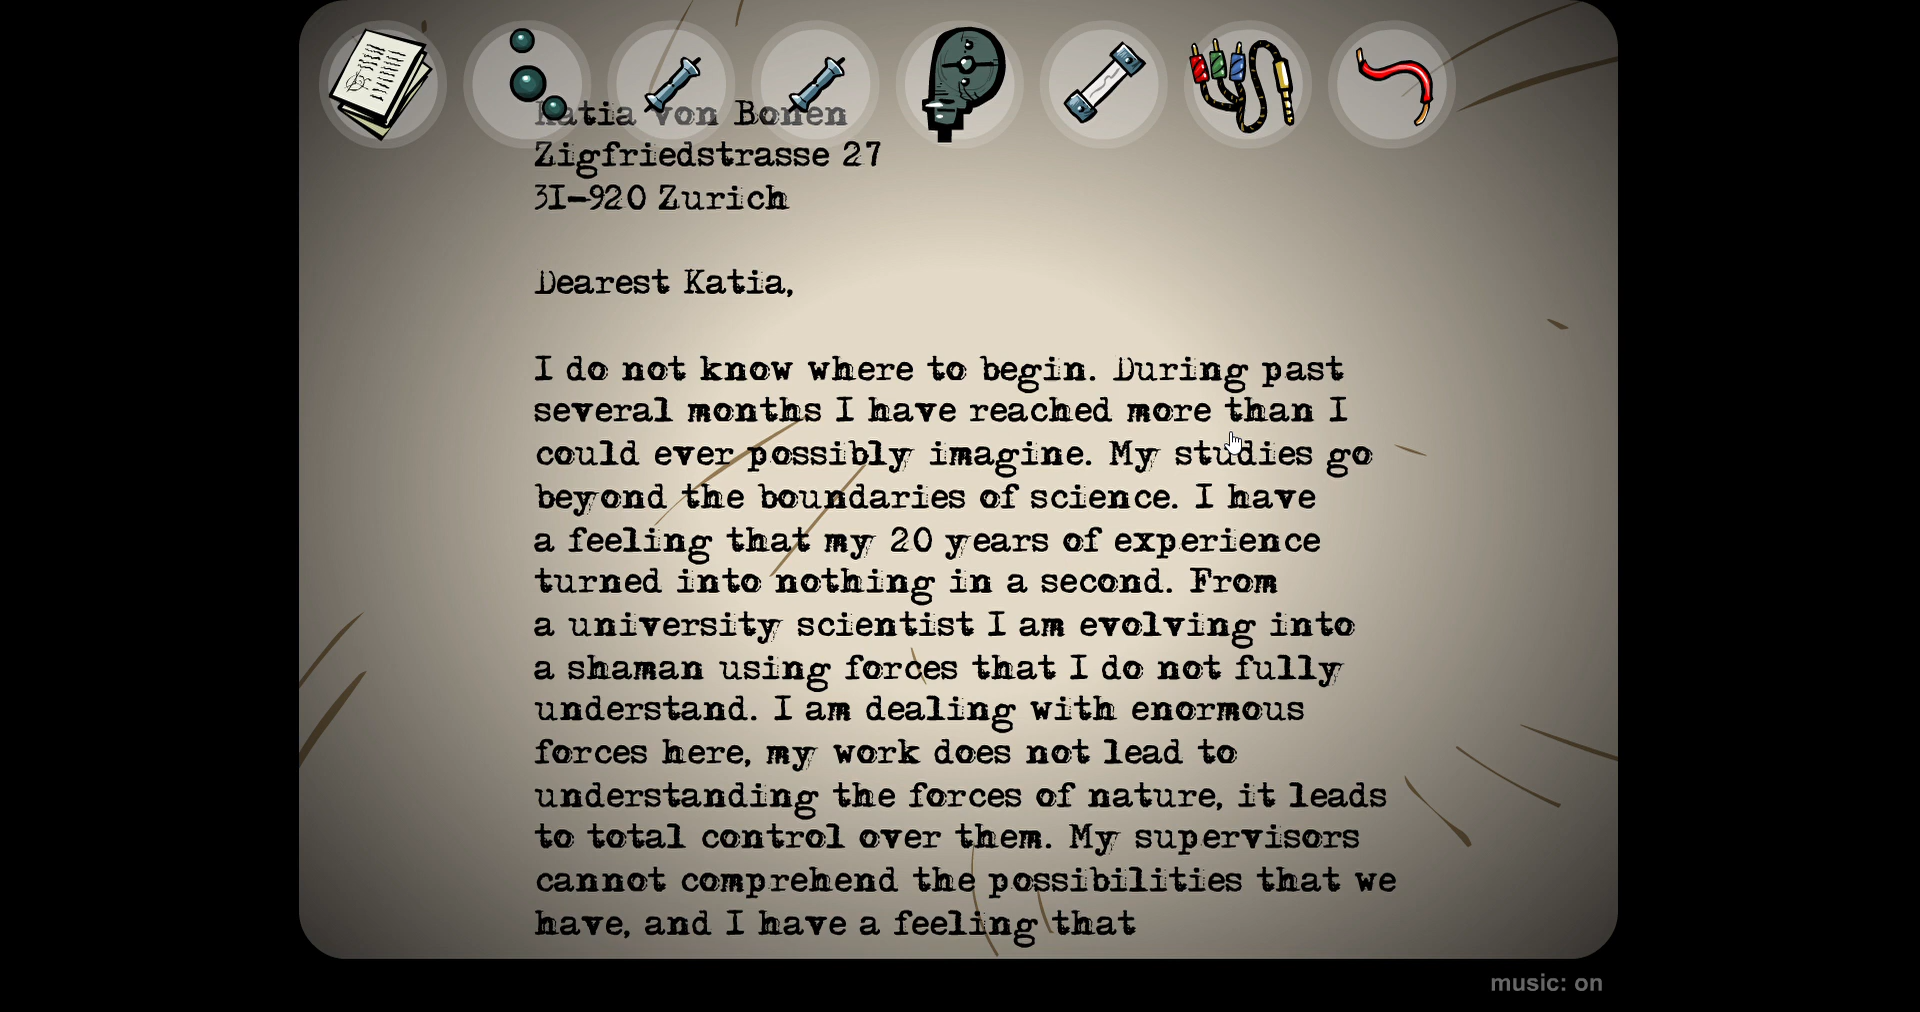 Katia von Bonen
Zigfriedstrasse 27
31-920 Zurich
Dearest Katia,
I do not know where to begin. During past
several months I have reached more than I
could ever possibly imagine. My studies go
beyond the boundaries of science. I have
a feeling that my 20 years of experience
turned into nothing in a second. From
a university scientist I am evolving into
a shaman using forces that I do not fully
understand. I am dealing with enormous
forces here, my work does not lead to
understanding the forces of nature, it leads
to total control over them. My supervisors
cannot comprehend the possibilities that we
have, and I have a feeling that
music: on